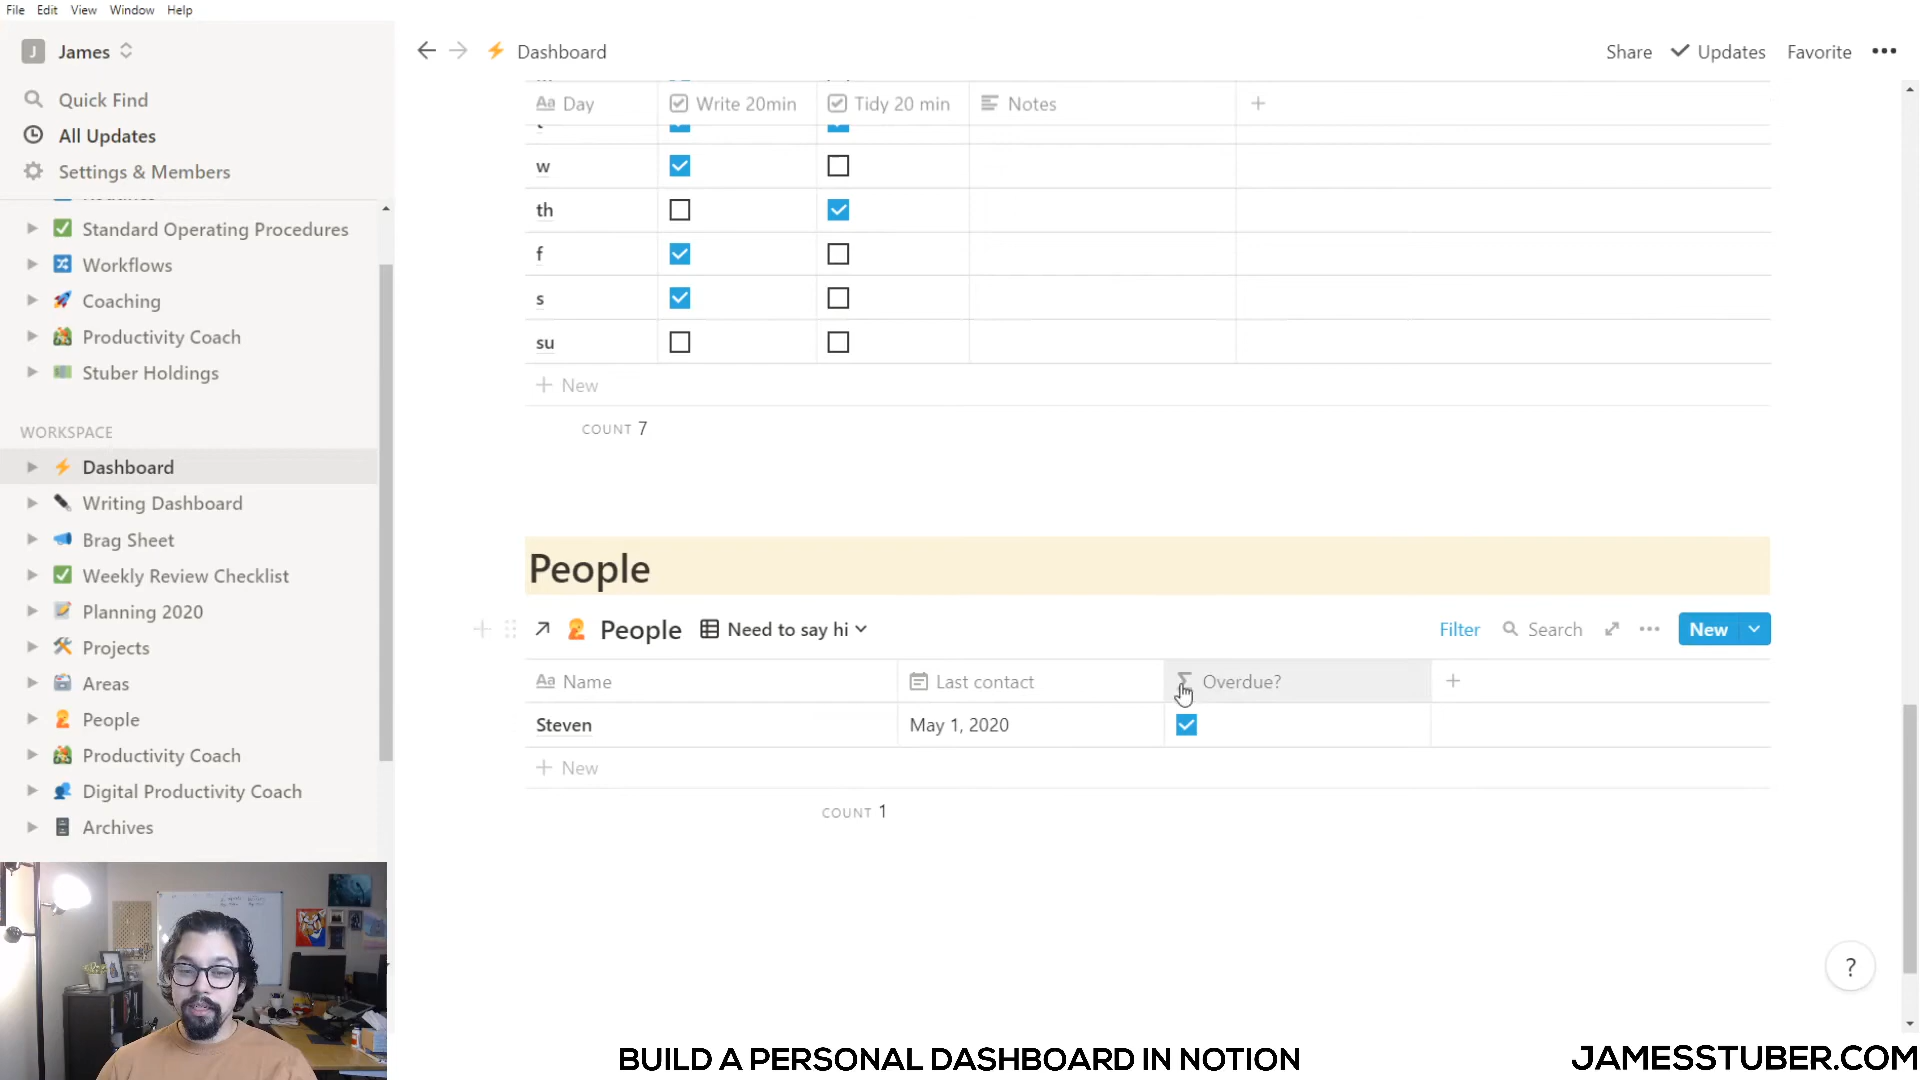 File Edit View Window Help
J James
Quick Find
All Updates
Settings & Members
Standard Operating Procedures
Workflows
Coaching
Productivity Coach
Stuber Holdings
WORKSPACE
Dashboard
Writing Dashboard
Brag Sheet
Weekly Review Checklist
Planning 2020
Projects
Areas
People
Productivity Coach
Digital Productivity Coach
Archives
Dashboard
Share Updates Favorite
Aa Day Write 20min Tidy 20 min Notes
w
th
f
s
su
New
COUNT 7
People
People Need to say hi
Filter Search New
Aa Name Last contact Overdue?
Steven May 1, 2020
New
COUNT 1
?
BUILD A PERSONAL DASHBOARD IN NOTION
JAMESSTUBER.COM